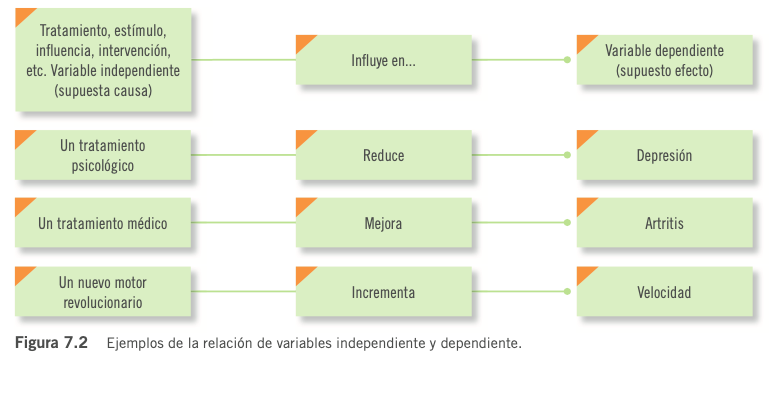 Tratamiento, estímulo,
influencia, intervención,
etc. Variable independiente
(supuesta causa)
Influye en...
Variable dependiente
(supuesto efecto)
Un tratamiento
psicológico
Reduce
Depresión
Un tratamiento médico
Mejora
Artritis
Un nuevo motor
revolucionario
Incrementa
Velocidad
Figura 7.2 Ejemplos de la relación de variables independiente y dependiente.